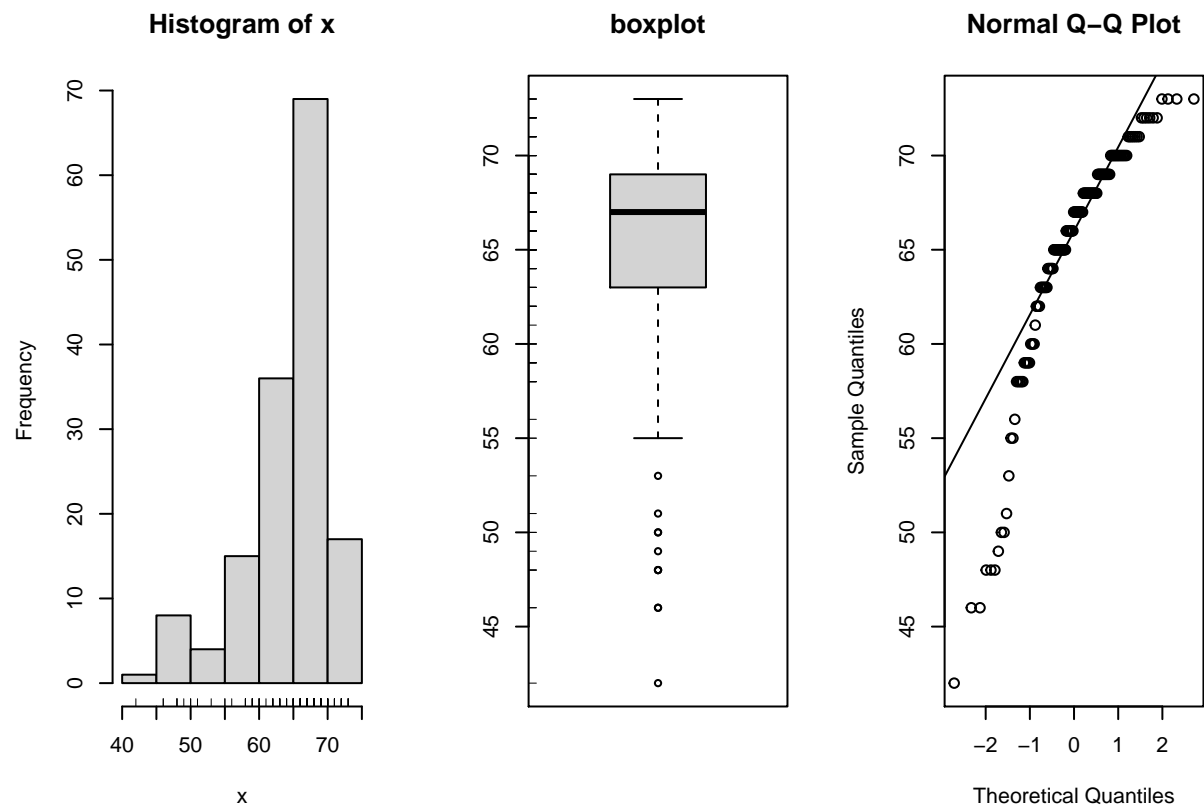 Histogram of x
Frequency
0
10
20
30
40
50
60
70
40 50 60 70
x
boxplot
45
50
55
60
65
70
Normal Q−Q Plot
Sample Quantiles
45
50
55
60
65
70
−2 −1 0 1 2
Theoretical Quantiles